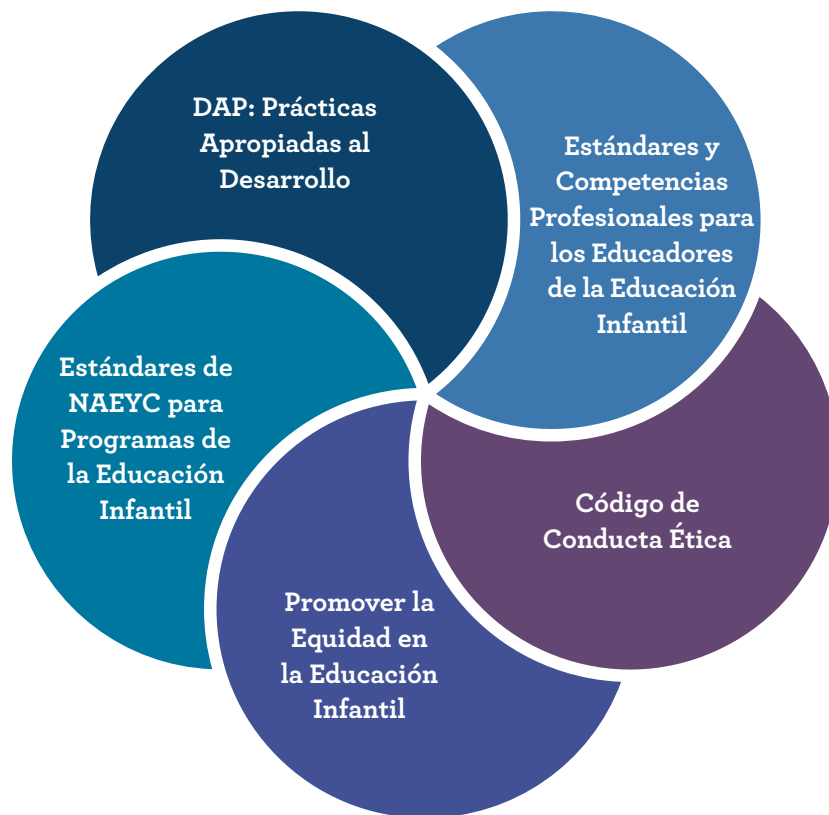 DAP: Prácticas
Apropiadas al
Desarrollo
Estándares y
Competencias
Profesionales para
los Educadores
de la Educación
Infantil
Código de
Conducta Ética
Promover la
Equidad en
la Educación
Infantil
Estándares de
NAEYC para
Programas de
la Educación
Infantil